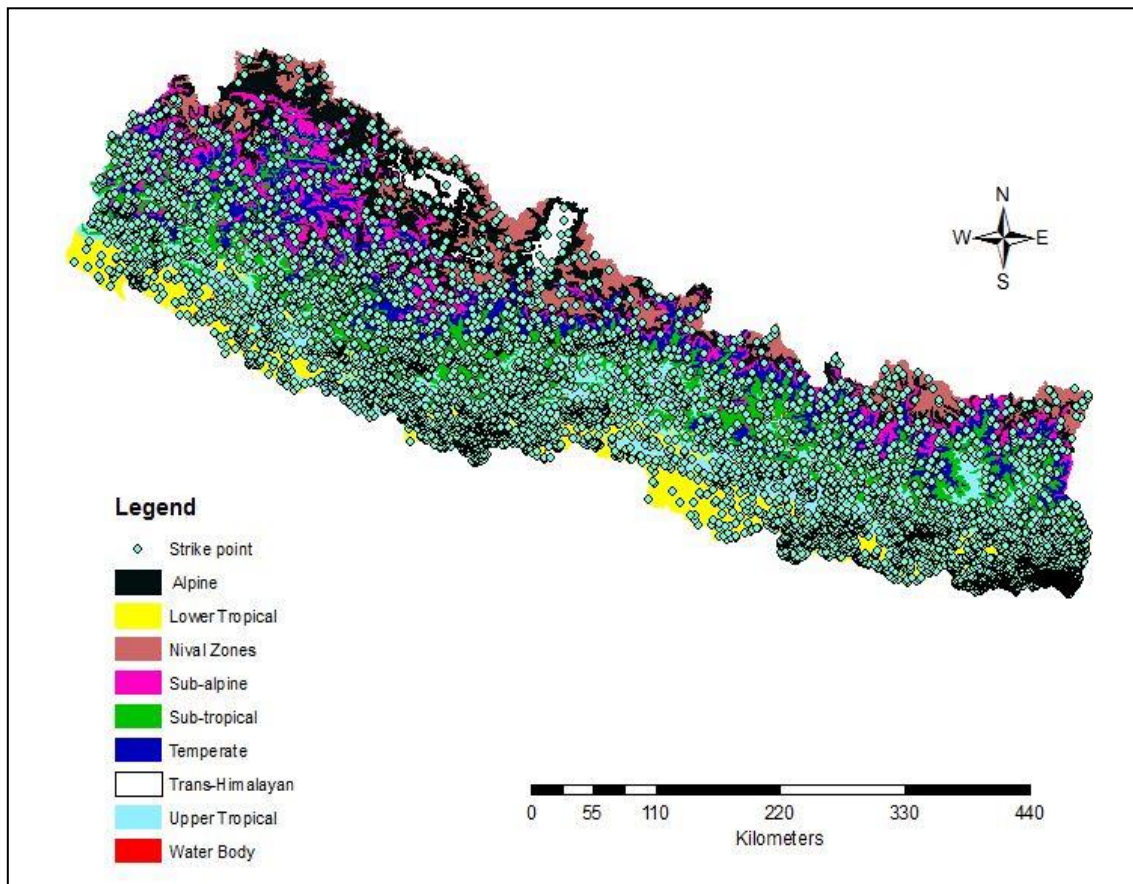 N
W E
S
Legend
Strike point
Alpine
Lower Tropical
Nival Zones
Sub-alpine
Sub-tropical
Temperate
Trans-Himalayan
Upper Tropical
Water Body
0 55 110 220 330 440
Kilometers